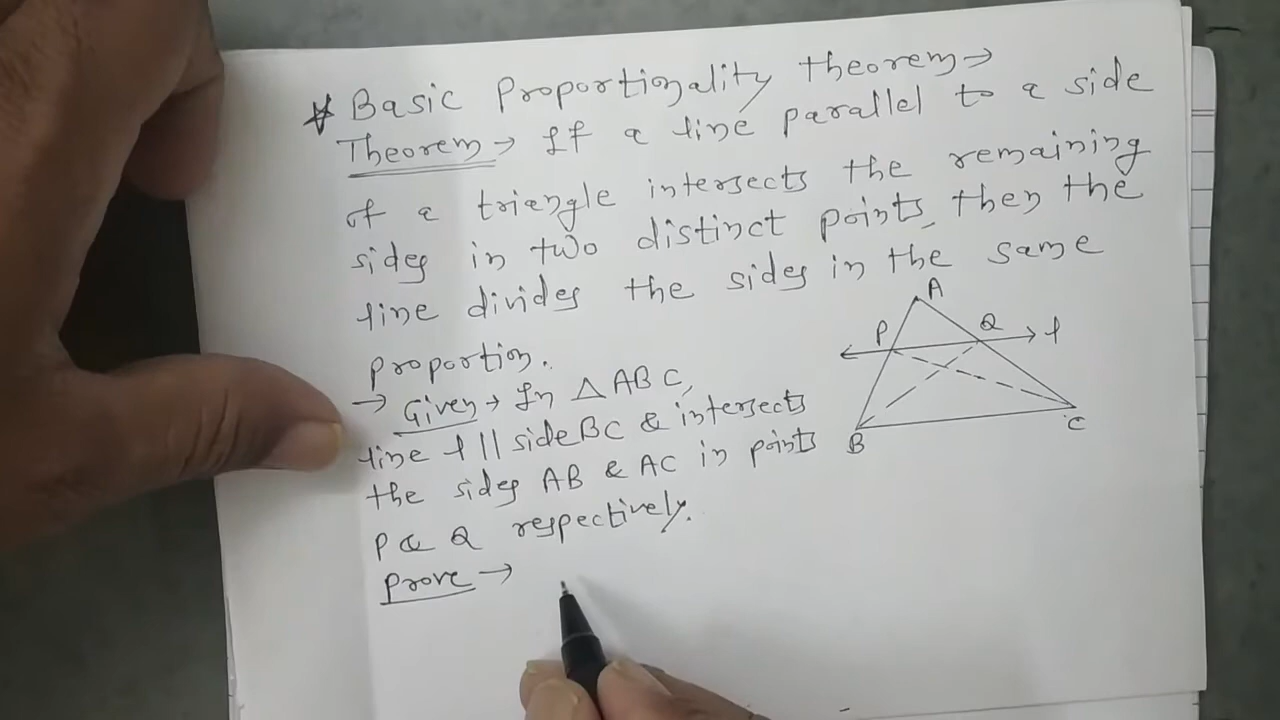 * Basic Proportionality theorem→
Theorem→ If a line parallel to a side
of a triangle intersects the remaining
sides in two distinct points, then the
line divides the sides in the same
proportion.
→ Given→ In △ABC,
line l || side BC & intersects
the sides AB & AC in points
P & Q respectively.
Prove →
A
P
Q
l
B
C